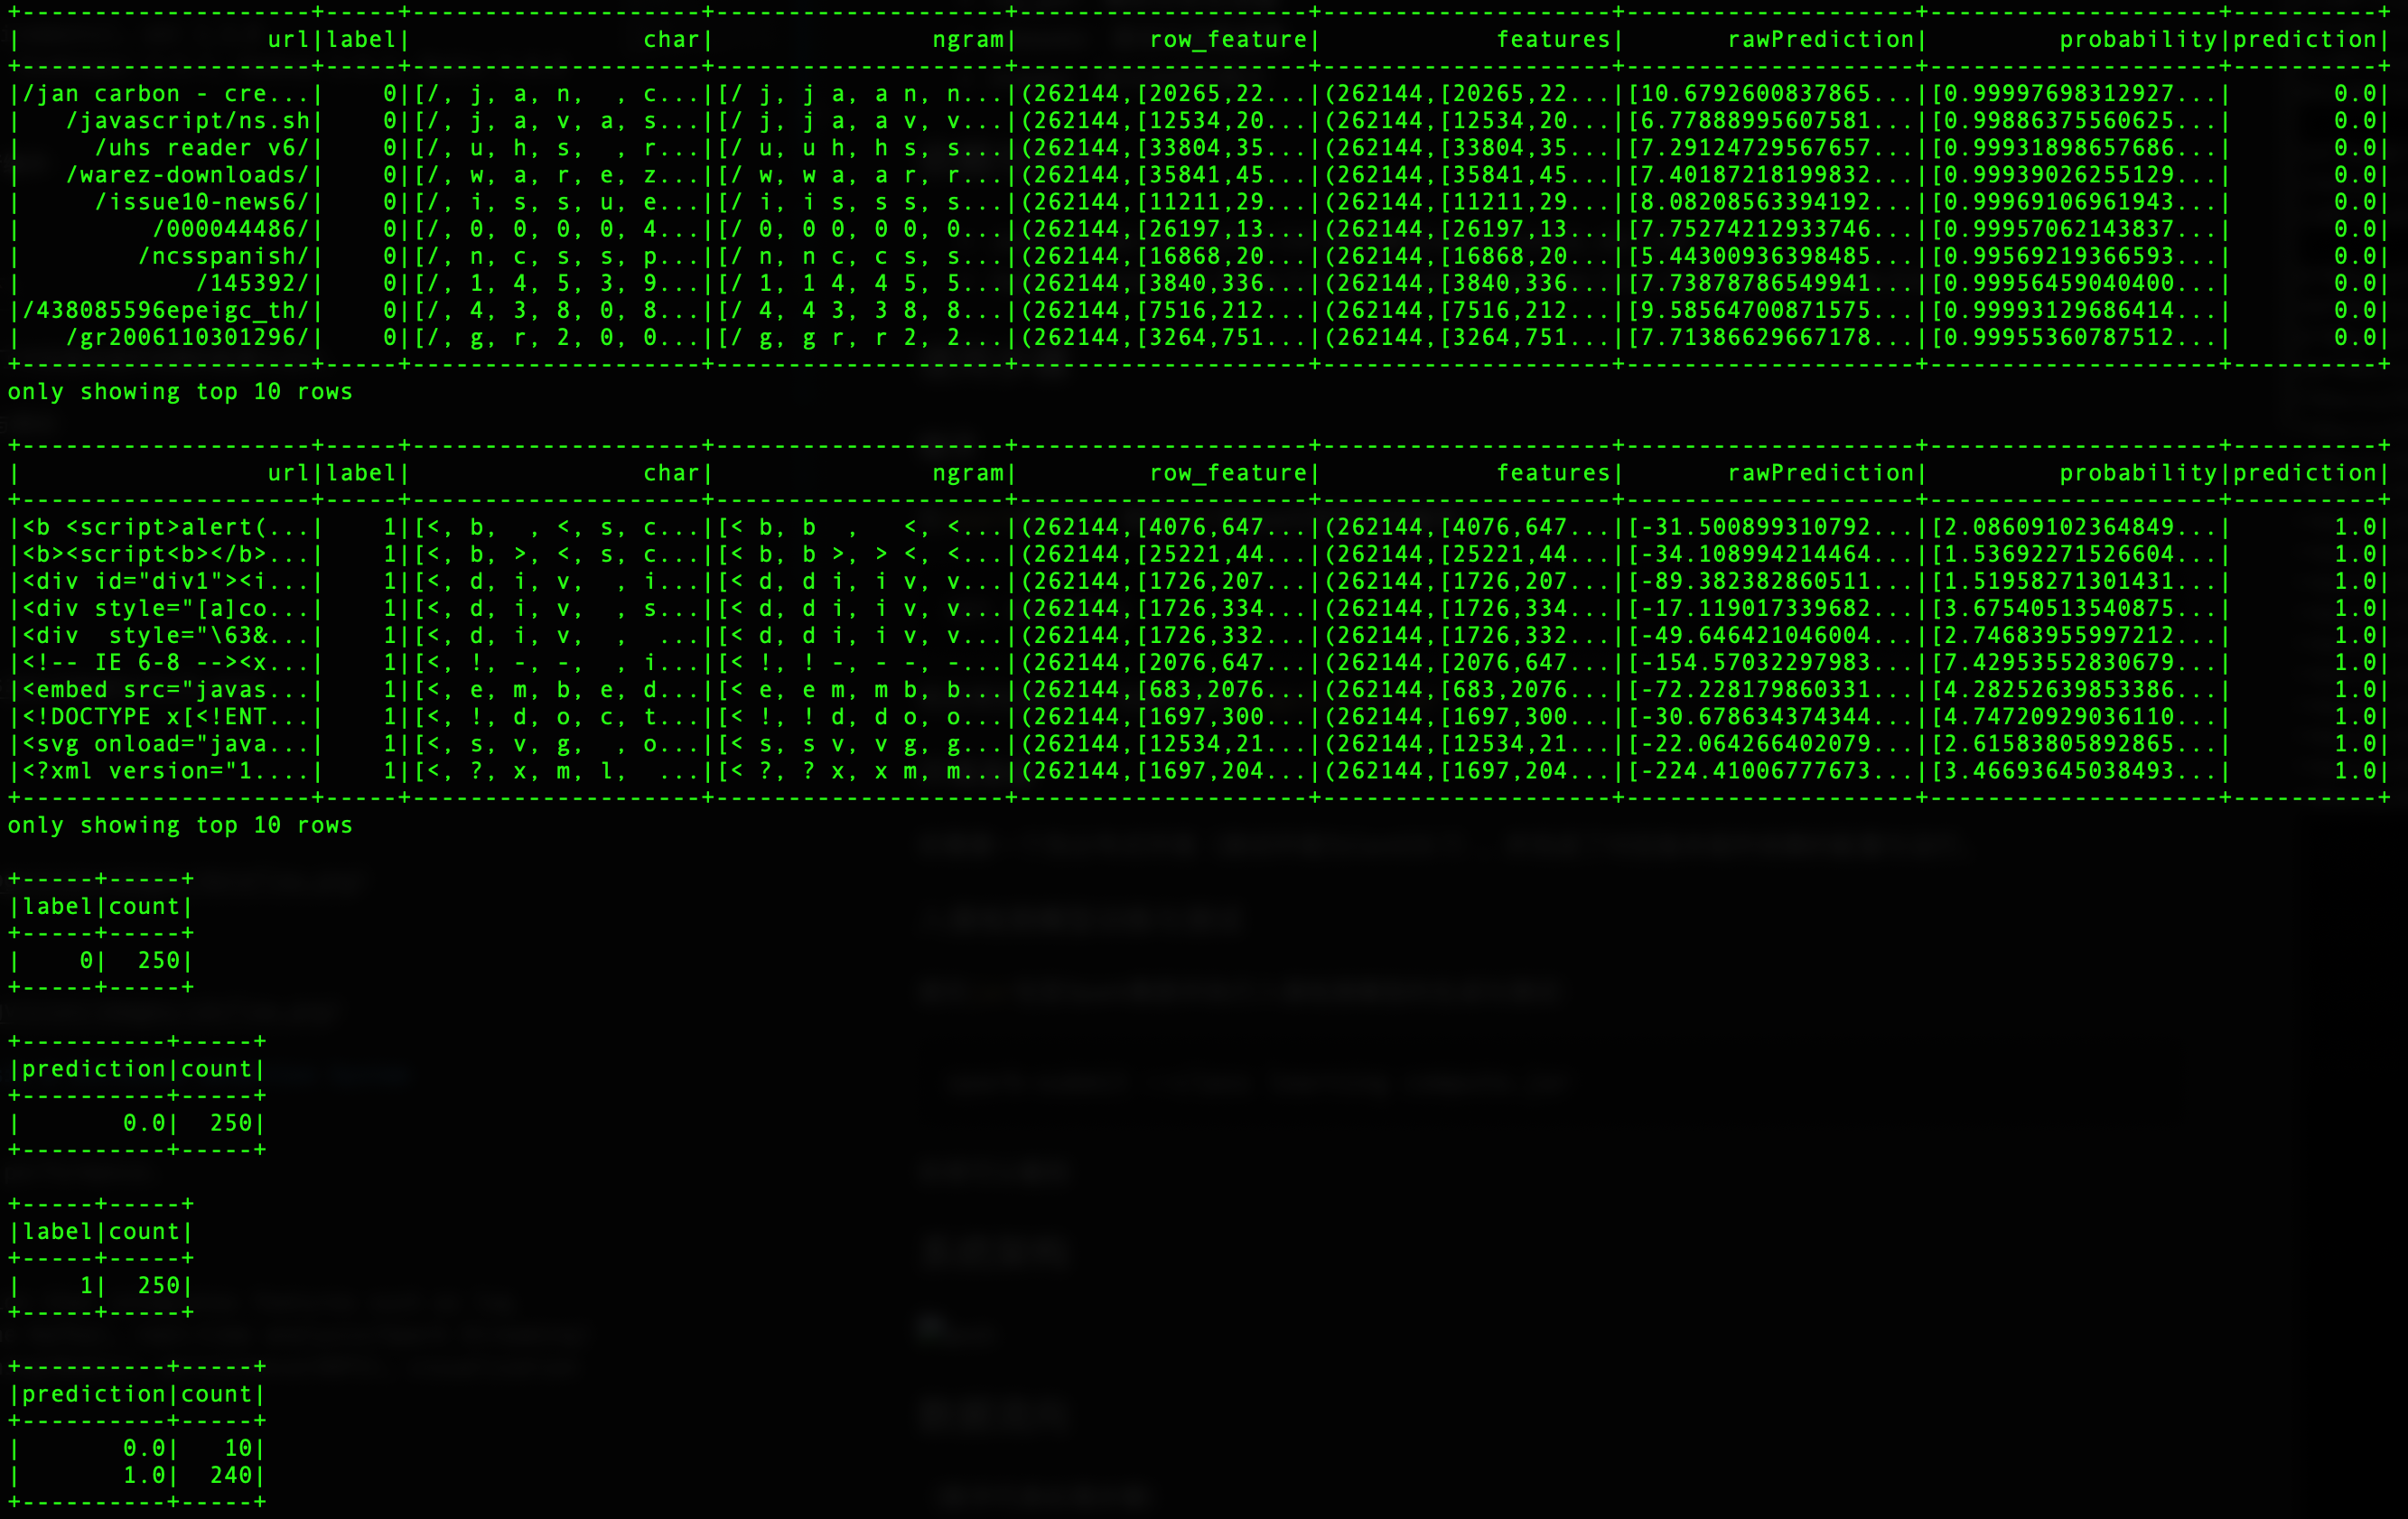 +--------------------+-----+--------------------+--------------------+--------------------+--------------------+--------------------+--------------------+----------+
|                 url|label|                char|               ngram|         row_feature|            features|       rawPrediction|         probability|prediction|
+--------------------+-----+--------------------+--------------------+--------------------+--------------------+--------------------+--------------------+----------+
|/jan carbon - cre...|    0|[/, j, a, n,  , c...|[/ j, j a, a n, n...|(262144,[20265,22...|(262144,[20265,22...|[10.6792600837865...|[0.99997698312927...|       0.0|
|   /javascript/ns.sh|    0|[/, j, a, v, a, s...|[/ j, j a, a v, v...|(262144,[12534,20...|(262144,[12534,20...|[6.77888995607581...|[0.99886375560625...|       0.0|
|     /uhs reader v6/|    0|[/, u, h, s,  , r...|[/ u, u h, h s, s...|(262144,[33804,35...|(262144,[33804,35...|[7.29124729567657...|[0.99931898657686...|       0.0|
|   /warez-downloads/|    0|[/, w, a, r, e, z...|[/ w, w a, a r, r...|(262144,[35841,45...|(262144,[35841,45...|[7.40187218199832...|[0.99939026255129...|       0.0|
|     /issue10-news6/|    0|[/, i, s, s, u, e...|[/ i, i s, s s, s...|(262144,[11211,29...|(262144,[11211,29...|[8.08208563394192...|[0.99969106961943...|       0.0|
|         /000044486/|    0|[/, 0, 0, 0, 0, 4...|[/ 0, 0 0, 0 0, 0...|(262144,[26197,13...|(262144,[26197,13...|[7.75274212933746...|[0.99957062143837...|       0.0|
|        /ncsspanish/|    0|[/, n, c, s, s, p...|[/ n, n c, c s, s...|(262144,[16868,20...|(262144,[16868,20...|[5.44300936398485...|[0.99569219366593...|       0.0|
|            /145392/|    0|[/, 1, 4, 5, 3, 9...|[/ 1, 1 4, 4 5, 5...|(262144,[3840,336...|(262144,[3840,336...|[7.73878786549941...|[0.99956459040400...|       0.0|
|/438085596epeigc_th/|    0|[/, 4, 3, 8, 0, 8...|[/ 4, 4 3, 3 8, 8...|(262144,[7516,212...|(262144,[7516,212...|[9.58564700871575...|[0.99993129686414...|       0.0|
|   /gr2006110301296/|    0|[/, g, r, 2, 0, 0...|[/ g, g r, r 2, 2...|(262144,[3264,751...|(262144,[3264,751...|[7.71386629667178...|[0.99955360787512...|       0.0|
+--------------------+-----+--------------------+--------------------+--------------------+--------------------+--------------------+--------------------+----------+
only showing top 10 rows
+--------------------+-----+--------------------+--------------------+--------------------+--------------------+--------------------+--------------------+----------+
|                 url|label|                char|               ngram|         row_feature|            features|       rawPrediction|         probability|prediction|
+--------------------+-----+--------------------+--------------------+--------------------+--------------------+--------------------+--------------------+----------+
|<b <script>alert(...|    1|[<, b,  , <, s, c...|[< b, b  ,   <, <...|(262144,[4076,647...|(262144,[4076,647...|[-31.500899310792...|[2.08609102364849...|       1.0|
|<b><script<b></b>...|    1|[<, b, >, <, s, c...|[< b, b >, > <, <...|(262144,[25221,44...|(262144,[25221,44...|[-34.108994214464...|[1.53692271526604...|       1.0|
|<div id="div1"><i...|    1|[<, d, i, v,  , i...|[< d, d i, i v, v...|(262144,[1726,207...|(262144,[1726,207...|[-89.382382860511...|[1.51958271301431...|       1.0|
|<div style="[a]co...|    1|[<, d, i, v,  , s...|[< d, d i, i v, v...|(262144,[1726,334...|(262144,[1726,334...|[-17.119017339682...|[3.67540513540875...|       1.0|
|<div  style="\63&...|    1|[<, d, i, v,  ,  ...|[< d, d i, i v, v...|(262144,[1726,332...|(262144,[1726,332...|[-49.646421046004...|[2.74683955997212...|       1.0|
|<!-- IE 6-8 --><x...|    1|[<, !, -, -,  , i...|[< !, ! -, - -, -...|(262144,[2076,647...|(262144,[2076,647...|[-154.57032297983...|[7.42953552830679...|       1.0|
|<embed src="javas...|    1|[<, e, m, b, e, d...|[< e, e m, m b, b...|(262144,[683,2076...|(262144,[683,2076...|[-72.228179860331...|[4.28252639853386...|       1.0|
|<!DOCTYPE x[<!ENT...|    1|[<, !, d, o, c, t...|[< !, ! d, d o, o...|(262144,[1697,300...|(262144,[1697,300...|[-30.678634374344...|[4.74720929036110...|       1.0|
|<svg onload="java...|    1|[<, s, v, g,  , o...|[< s, s v, v g, g...|(262144,[12534,21...|(262144,[12534,21...|[-22.064266402079...|[2.61583805892865...|       1.0|
|<?xml version="1....|    1|[<, ?, x, m, l,  ...|[< ?, ? x, x m, m...|(262144,[1697,204...|(262144,[1697,204...|[-224.41006777673...|[3.46693645038493...|       1.0|
+--------------------+-----+--------------------+--------------------+--------------------+--------------------+--------------------+--------------------+----------+
only showing top 10 rows
+-----+-----+
|label|count|
+-----+-----+
|    0|  250|
+-----+-----+
+----------+-----+
|prediction|count|
+----------+-----+
|       0.0|  250|
+----------+-----+
+-----+-----+
|label|count|
+-----+-----+
|    1|  250|
+-----+-----+
+----------+-----+
|prediction|count|
+----------+-----+
|       0.0|   10|
|       1.0|  240|
+----------+-----+